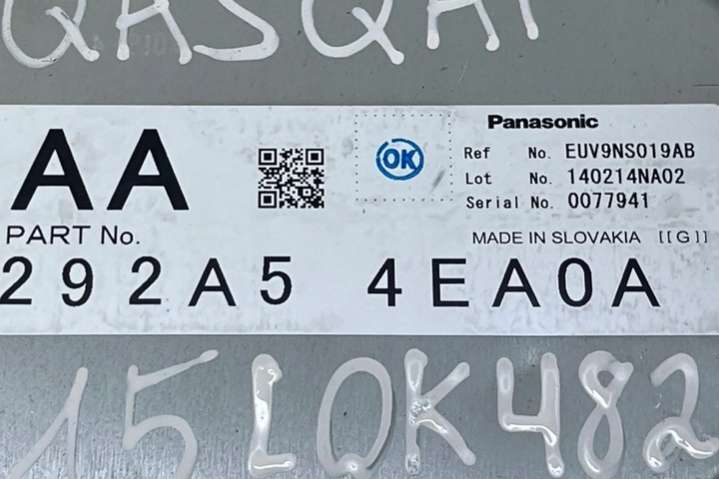 QASQAI
AA
OK
Panasonic
Ref No. EUV9NS019AB
Lot No. 140214NA02
Serial No. 0077941
PART No.
MADE IN SLOVAKIA [[G]]
292A5 4EA0A
15LQK482